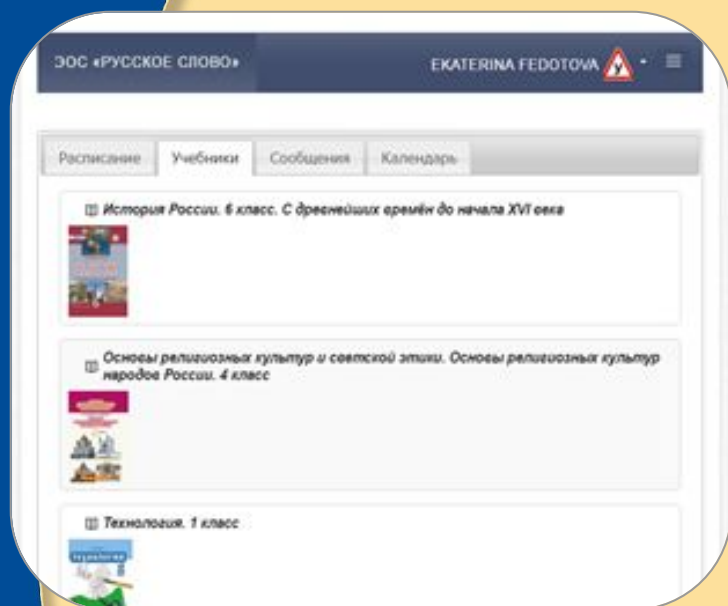 ЭОС «РУССКОЕ СЛОВО»
EKATERINA FEDOTOVA
У
Расписание
Учебники
Сообщения
Календарь
История России. 6 класс. С древнейших времён до начала XVI века
Основы религиозных культур и светской этики. Основы религиозных культур
народов России. 4 класс
Технология. 1 класс